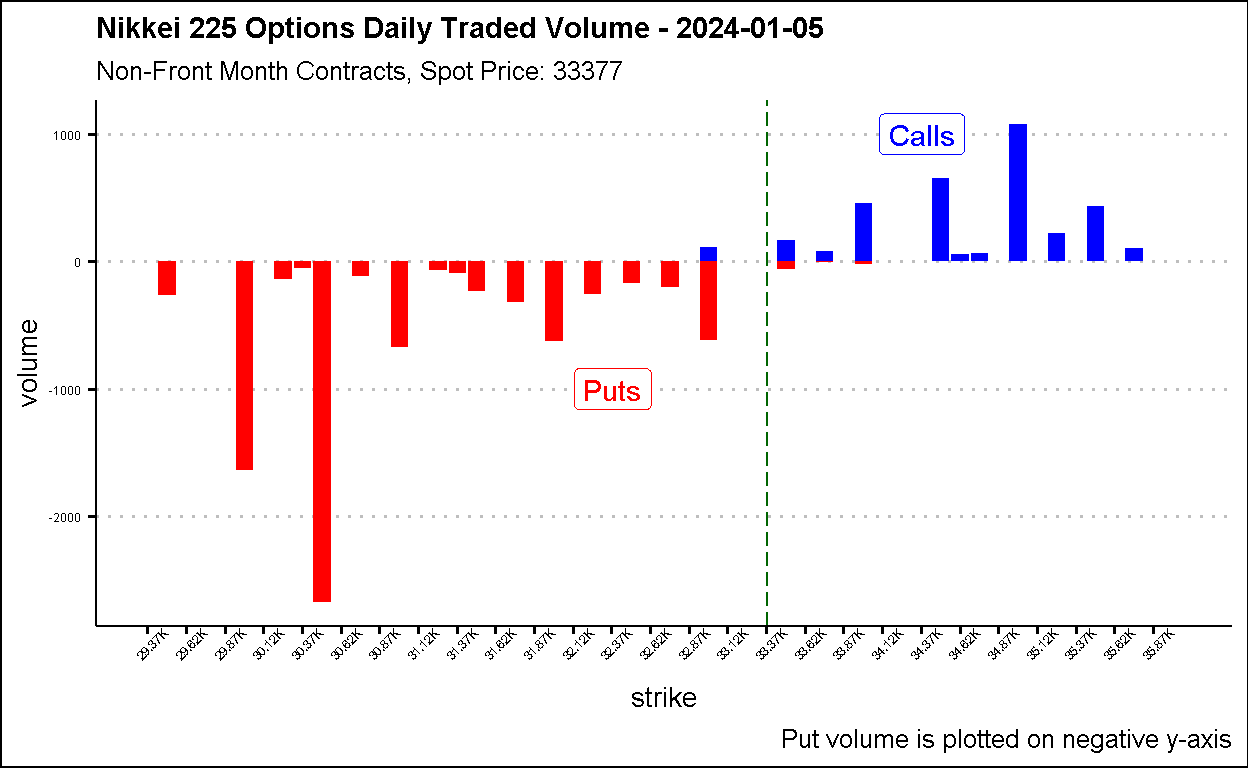 Nikkei 225 Options Daily Traded Volume - 2024-01-05
Non-Front Month Contracts, Spot Price: 33377
1000
0
-1000
-2000
volume
Calls
Puts
29.37K
29.62K
29.87K
30.12K
30.37K
30.62K
30.87K
31.12K
31.37K
31.62K
31.87K
32.12K
32.37K
32.62K
32.87K
33.12K
33.37K
33.62K
33.87K
34.12K
34.37K
34.62K
34.87K
35.12K
35.37K
35.62K
35.87K
strike
Put volume is plotted on negative y-axis